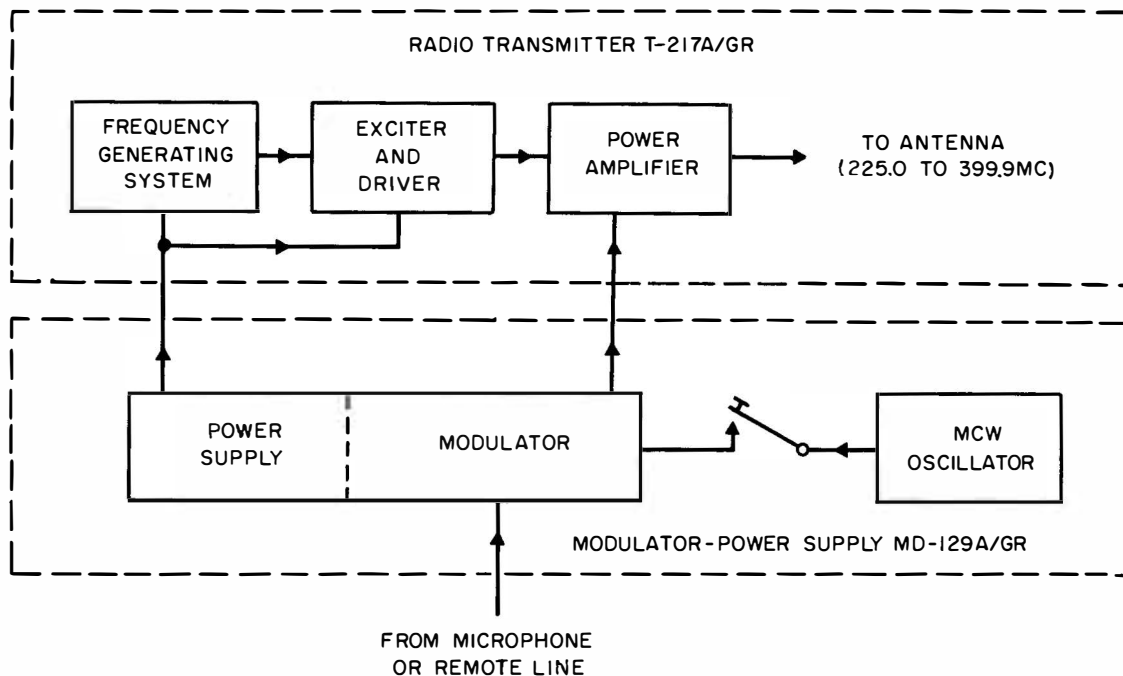 RADIO TRANSMITTER T-217A/GR
FREQUENCY
GENERATING
SYSTEM
EXCITER
AND
DRIVER
POWER
AMPLIFIER
TO ANTENNA
(225.0 TO 399.9MC)
POWER
SUPPLY
MODULATOR
MCW
OSCILLATOR
MODULATOR-POWER SUPPLY MD-129A/GR
FROM MICROPHONE
OR REMOTE LINE